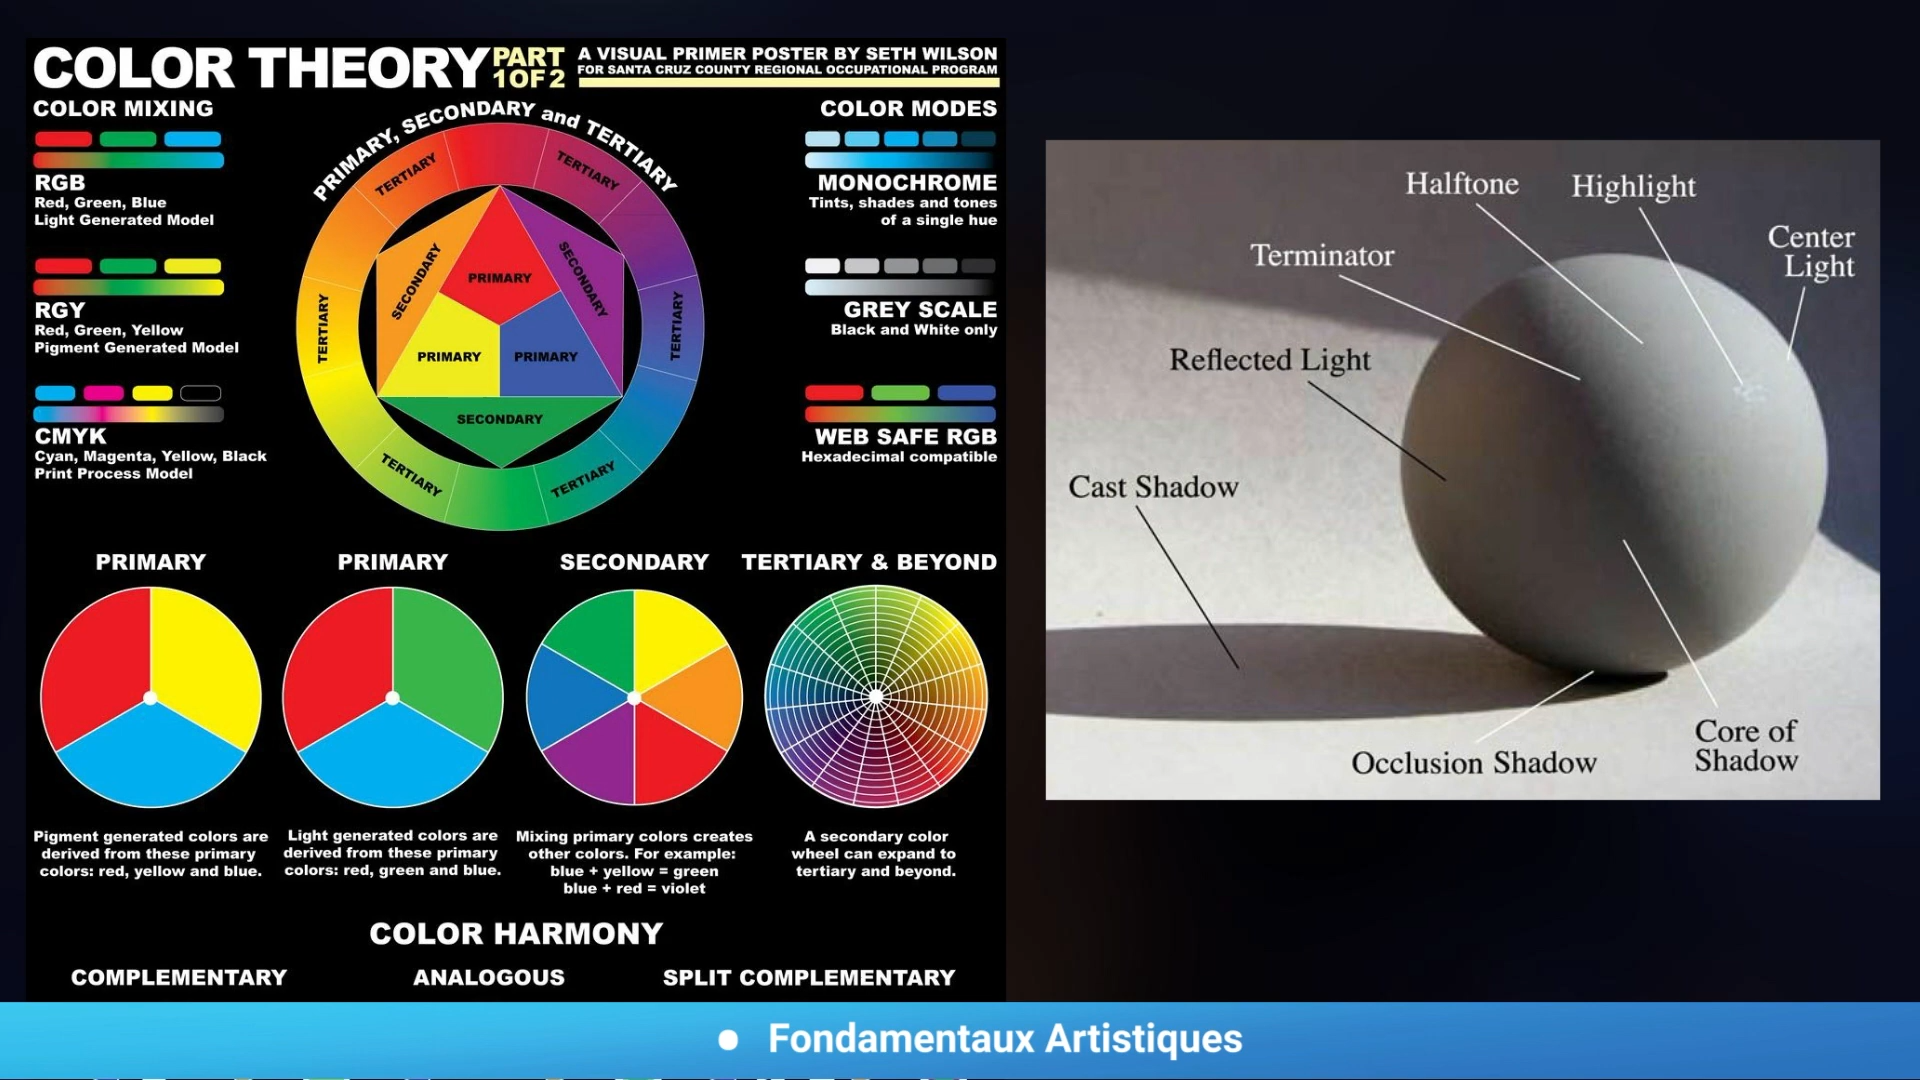 COLOR THEORY PART
1 OF 2
A VISUAL PRIMER POSTER BY SETH WILSON
FOR SANTA CRUZ COUNTY REGIONAL OCCUPATIONAL PROGRAM
COLOR MIXING
RGB
Red, Green, Blue
Light Generated Model
RGY
Red, Green, Yellow
Pigment Generated Model
CMYK
Cyan, Magenta, Yellow, Black
Print Process Model
PRIMARY, SECONDARY and TERTIARY
TERTIARY
TERTIARY
TERTIARY
TERTIARY
TERTIARY
TERTIARY
SECONDARY
SECONDARY
PRIMARY
PRIMARY
PRIMARY
SECONDARY
COLOR MODES
MONOCHROME
Tints, shades and tones
of a single hue
GREY SCALE
Black and White only
WEB SAFE RGB
Hexadecimal compatible
PRIMARY
Pigment generated colors are
derived from these primary
colors: red, yellow and blue.
PRIMARY
Light generated colors are
derived from these primary
colors: red, green and blue.
SECONDARY
Mixing primary colors creates
other colors. For example:
blue + yellow = green
blue + red = violet
TERTIARY & BEYOND
A secondary color
wheel can expand to
tertiary and beyond.
COLOR HARMONY
COMPLEMENTARY
ANALOGOUS
SPLIT COMPLEMENTARY
Halftone
Highlight
Center
Light
Terminator
Reflected Light
Cast Shadow
Occlusion Shadow
Core of
Shadow
• Fondamentaux Artistiques